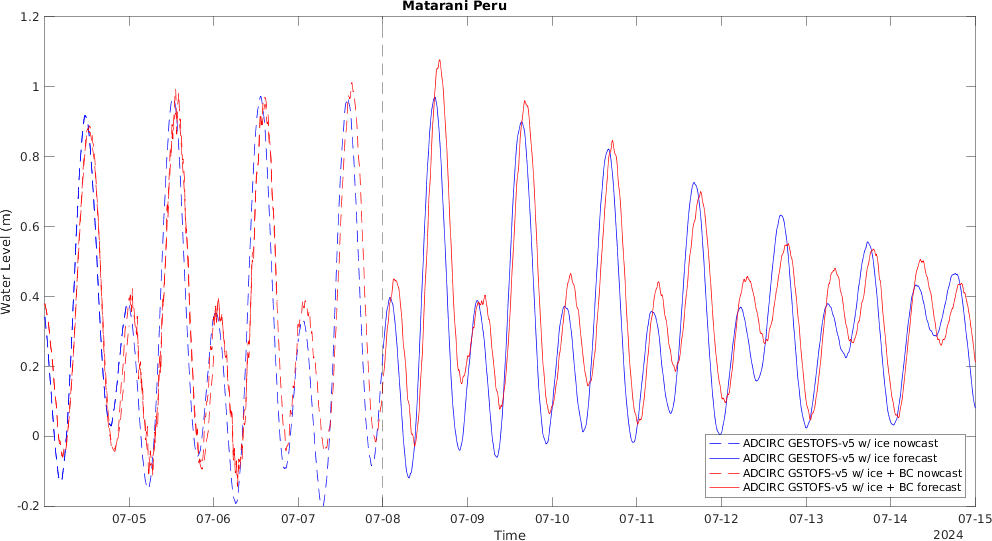 Matarani Peru
1.2
1
0.8
0.6
0.4
0.2
0
-0.2
Water Level (m)
ADCIRC GESTOFS-v5 w/ ice nowcast
ADCIRC GESTOFS-v5 w/ ice forecast
ADCIRC GSTOFS-v5 w/ ice + BC nowcast
ADCIRC GSTOFS-v5 w/ ice + BC forecast
07-05 07-06 07-07 07-08 07-09 07-10 07-11 07-12 07-13 07-14 07-15
Time
2024